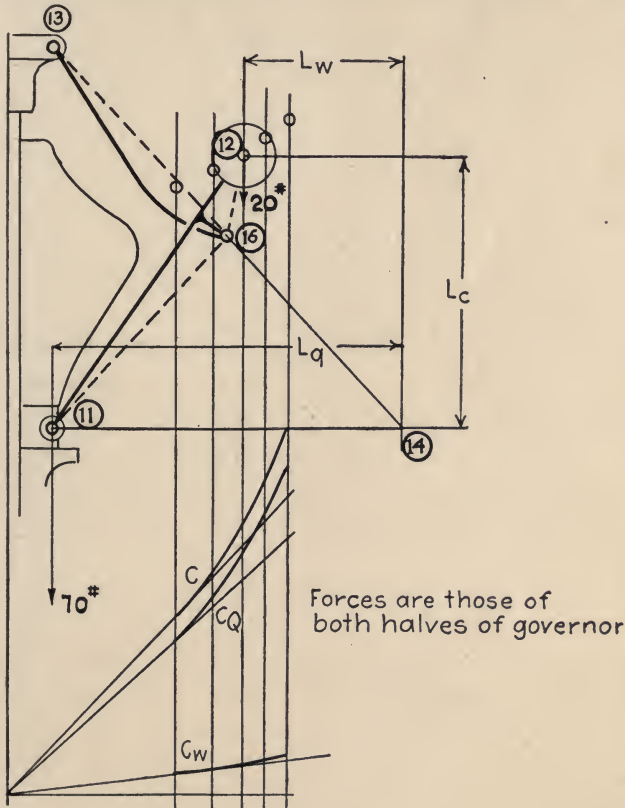 13
Lw
12
20#
16
Lc
Lq
11
14
70#
C
CQ
Cw
Forces are those of
both halves of governor